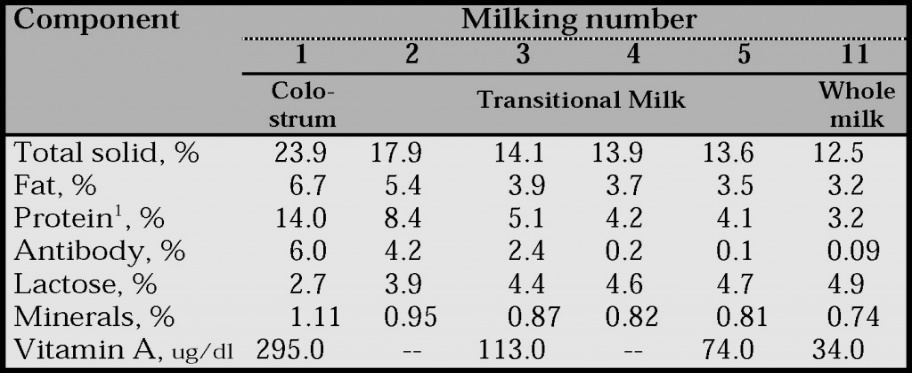 Component Milking number
1 2 3 4 5 11
Colo-
strum Transitional Milk Whole
milk
Total solid, % 23.9 17.9 14.1 13.9 13.6 12.5
Fat, % 6.7 5.4 3.9 3.7 3.5 3.2
Protein¹, % 14.0 8.4 5.1 4.2 4.1 3.2
Antibody, % 6.0 4.2 2.4 0.2 0.1 0.09
Lactose, % 2.7 3.9 4.4 4.6 4.7 4.9
Minerals, % 1.11 0.95 0.87 0.82 0.81 0.74
Vitamin A, ug/dl 295.0 -- 113.0 -- 74.0 34.0